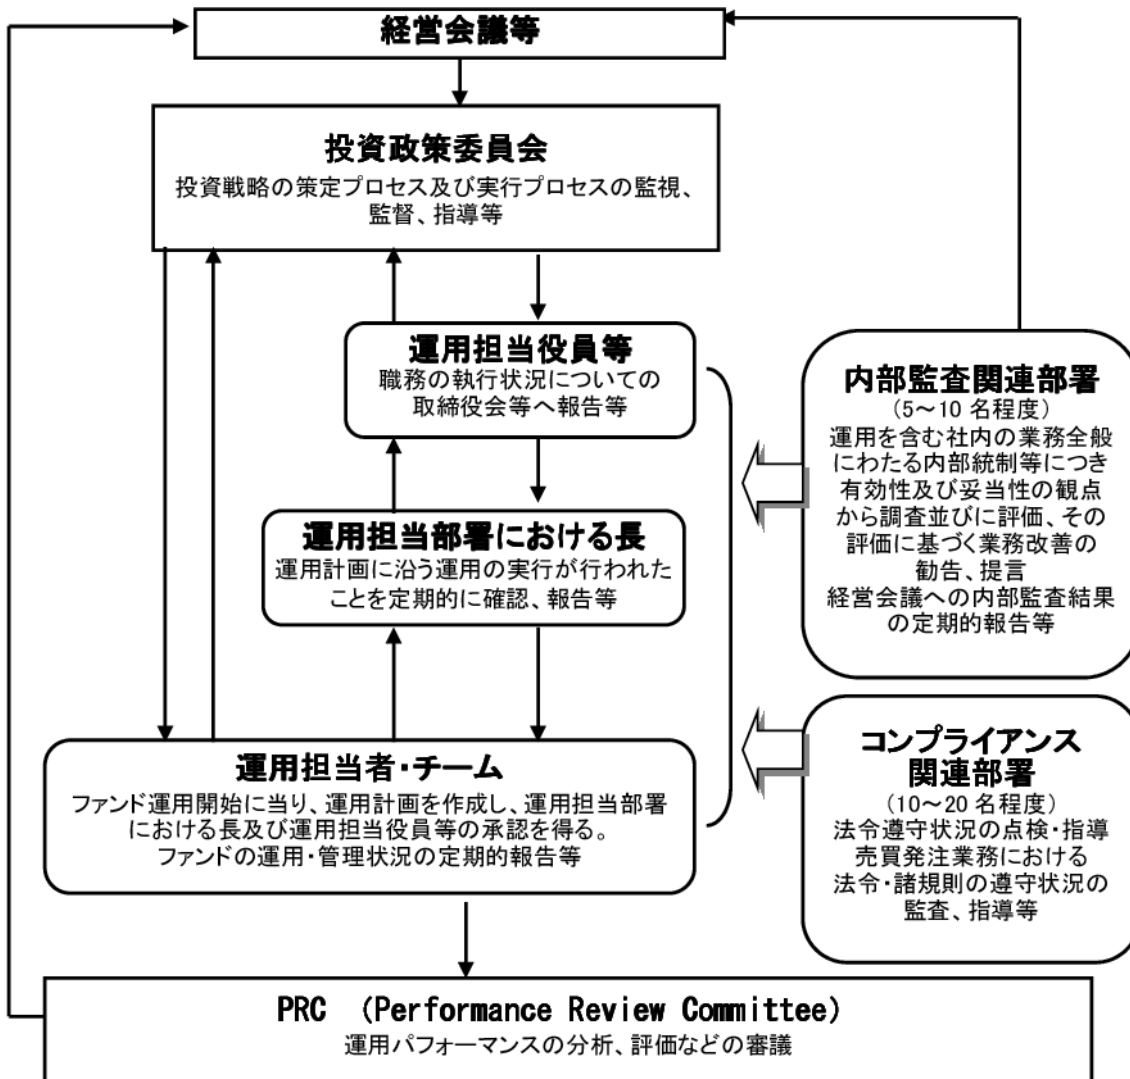 経営会議等
投資政策委員会
投資戦略の策定プロセス及び実行プロセスの監視、
監督、指導等
運用担当役員等
職務の執行状況についての
取締役会等へ報告等
運用担当部署における長
運用計画に沿う運用の実行が行われた
ことを定期的に確認、報告等
運用担当者・チーム
ファンド運用開始に当り、運用計画を作成し、運用担当部署
における長及び運用担当役員等の承認を得る。
ファンドの運用・管理状況の定期的報告等
内部監査関連部署
(5～10 名程度)
運用を含む社内の業務全般
にわたる内部統制等につき
有効性及び妥当性の観点
から調査並びに評価、その
評価に基づく業務改善の
勧告、提言
経営会議への内部監査結果
の定期的報告等
コンプライアンス
関連部署
(10～20 名程度)
法令遵守状況の点検・指導
売買発注業務における
法令・諸規則の遵守状況の
監査、指導等
PRC (Performance Review Committee)
運用パフォーマンスの分析、評価などの審議